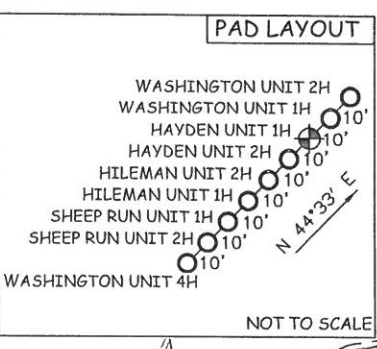 PAD LAYOUT
WASHINGTON UNIT 2H
WASHINGTON UNIT 1H 10'
HAYDEN UNIT 1H 10'
HAYDEN UNIT 2H 10'
HILEMAN UNIT 2H 10'
HILEMAN UNIT 1H 10'
SHEEP RUN UNIT 1H 10'
SHEEP RUN UNIT 2H 10'
WASHINGTON UNIT 4H 10'
N 44°33' E
NOT TO SCALE